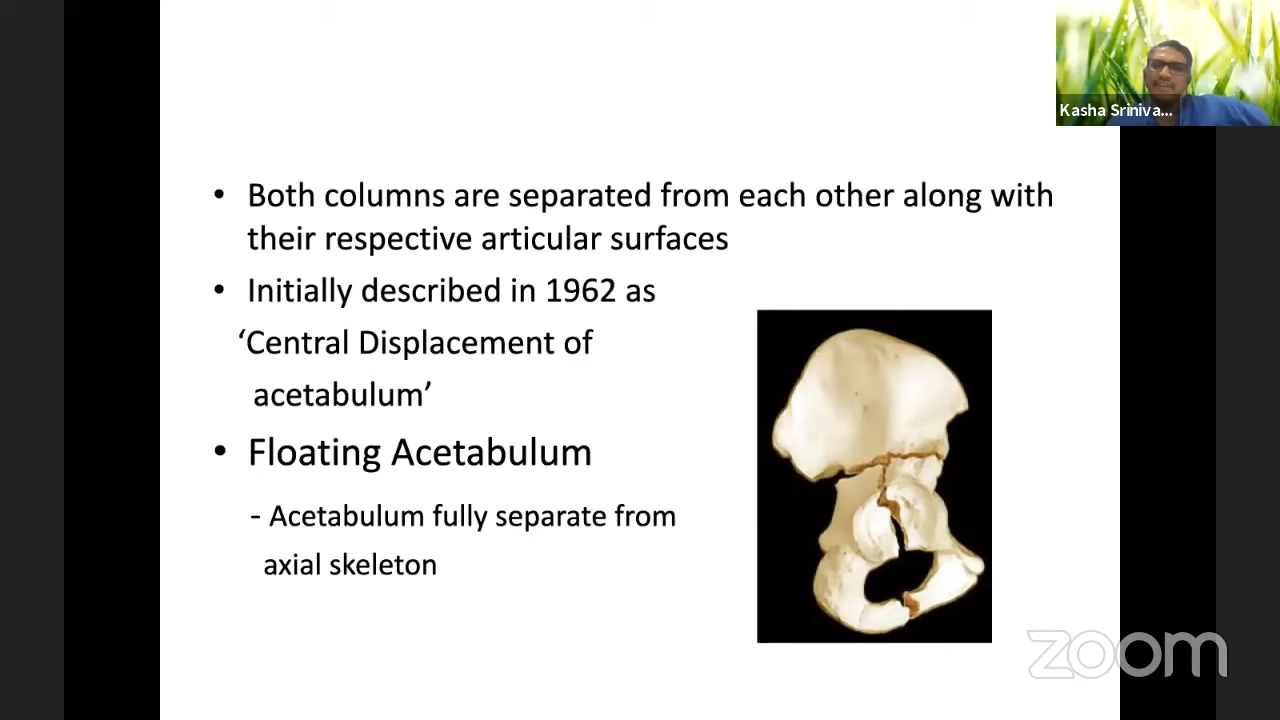 Kasha Sriniva...
• Both columns are separated from each other along with
their respective articular surfaces
• Initially described in 1962 as
‘Central Displacement of
acetabulum’
• Floating Acetabulum
- Acetabulum fully separate from
axial skeleton
zoom